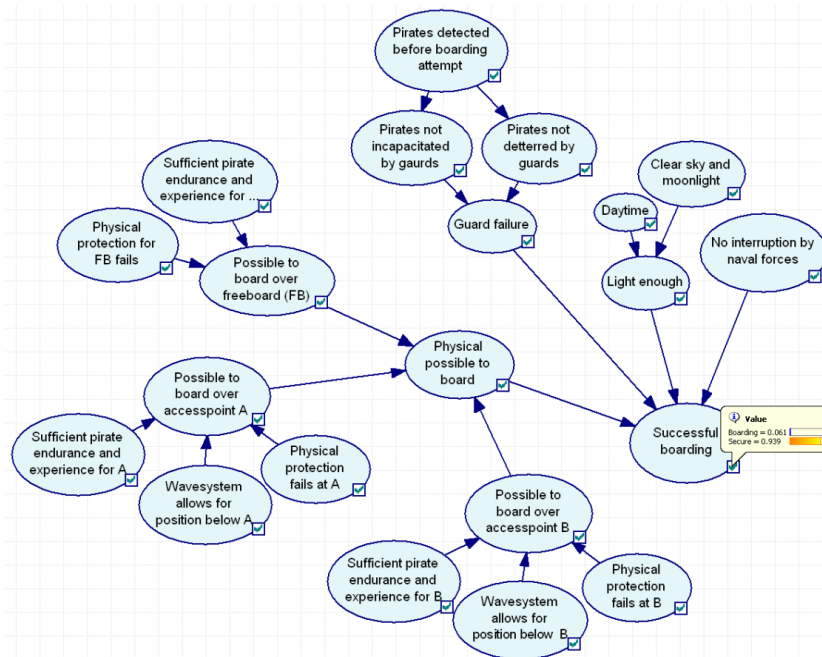 Pirates detected
before boarding
attempt
Pirates not
incapacitated
by gaurds
Pirates not
detterred by
guards
Clear sky and
moonlight
Sufficient pirate
endurance and
experience for ...
Daytime
Physical
protection for
FB fails
Guard failure
No interruption by
naval forces
Possible to
board over
freeboard (FB)
Light enough
Physical
possible to
board
Possible to
board over
accesspoint A
Value
Boarding = 0.061
Secure = 0.939
Successful
boarding
Sufficient pirate
endurance and
experience for A
Physical
protection
fails at A
Wavesystem
allows for
position below A
Possible to
board over
accesspoint B
Sufficient pirate
endurance and
experience for B
Physical
protection
fails at B
Wavesystem
allows for
position below B